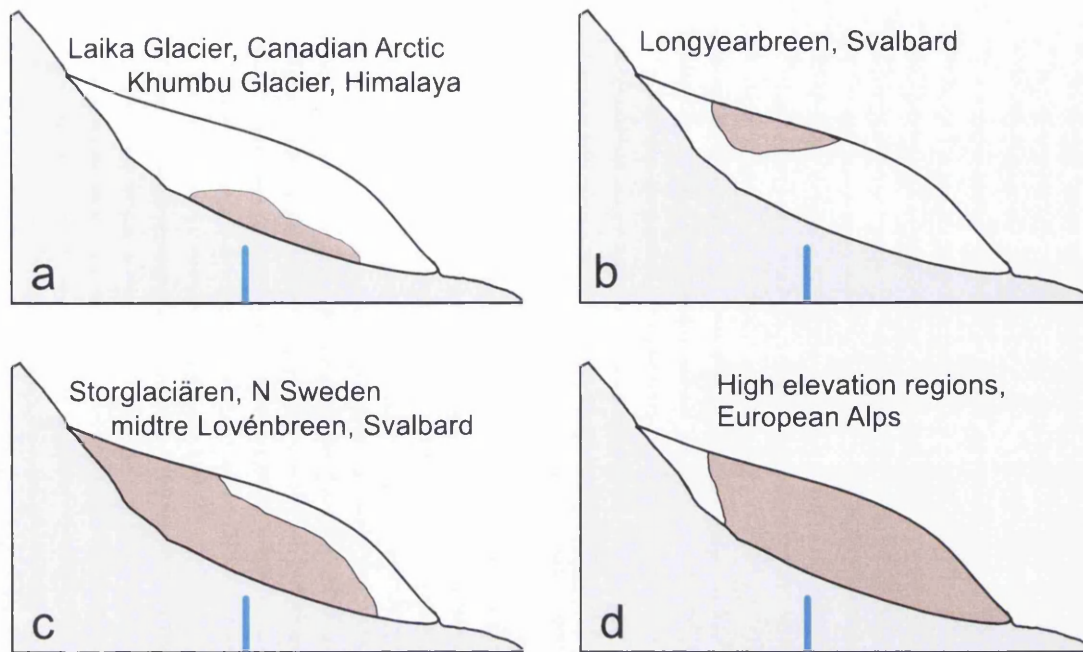 Laika Glacier, Canadian Arctic
Khumbu Glacier, Himalaya
a
Longyearbreen, Svalbard
b
Storglaciären, N Sweden
midtre Lovénbreen, Svalbard
c
High elevation regions,
European Alps
d